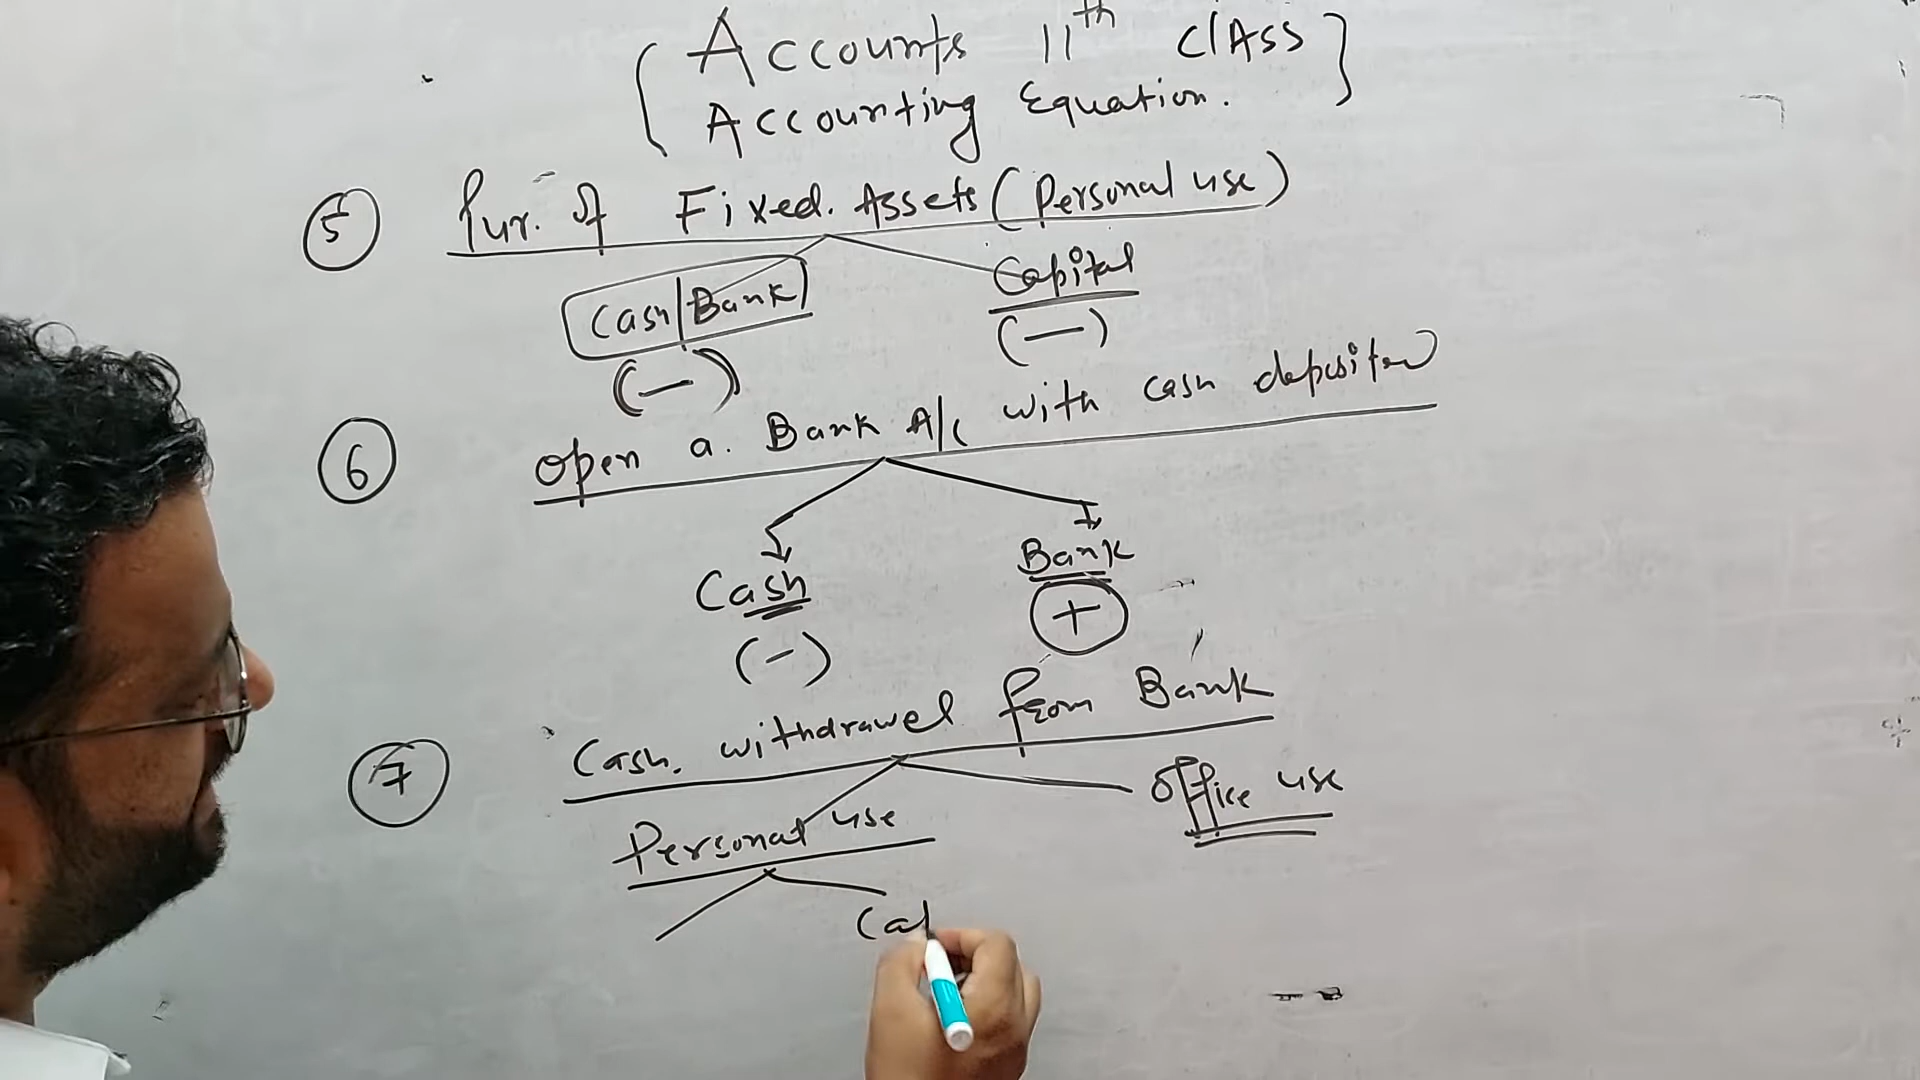 Accounts 11th ClAss
Accounting Equation.
5 Pur. of Fixed. Assets (Personal use)
Cash|Bank Capital
(—) (—)
6 open a. Bank A/c with cash deposited
Cash Bank
(-) +
7 Cash. withdrawel from Bank
Personal use office use
Cap